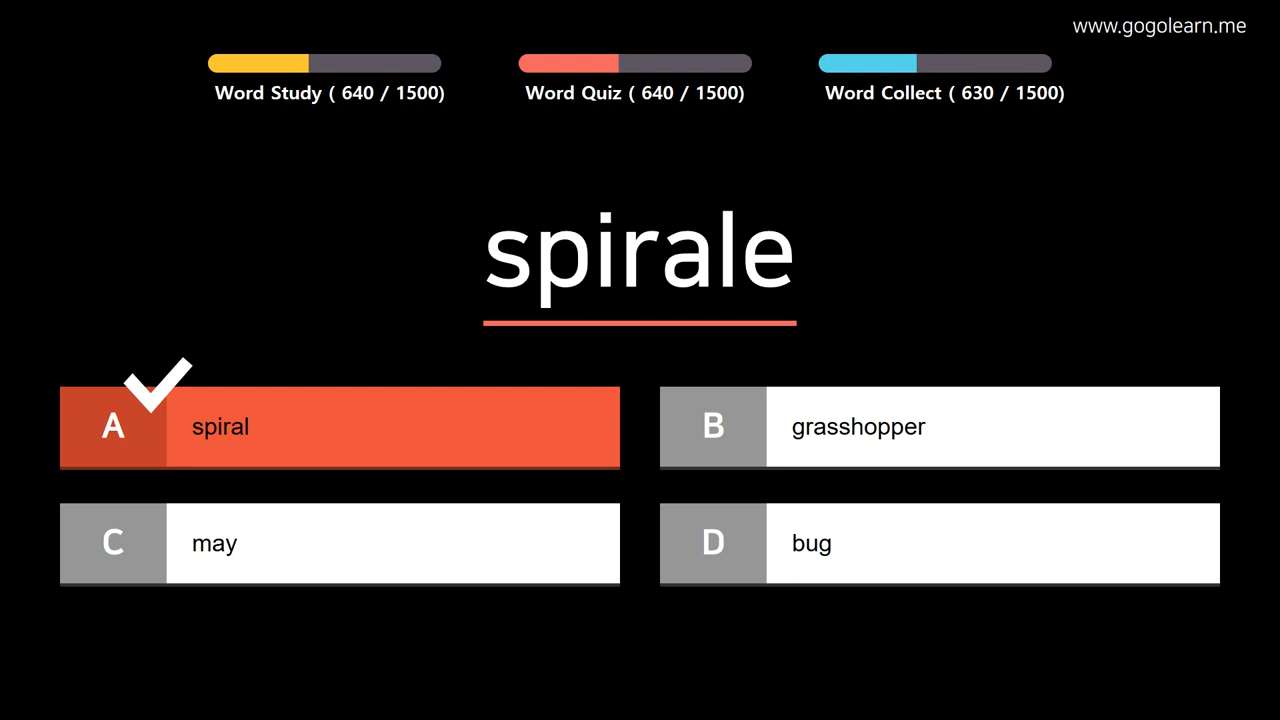 www.gogolearn.me
Word Study ( 640 / 1500)
Word Quiz ( 640 / 1500)
Word Collect ( 630 / 1500)
spirale
A spiral
B grasshopper
C may
D bug